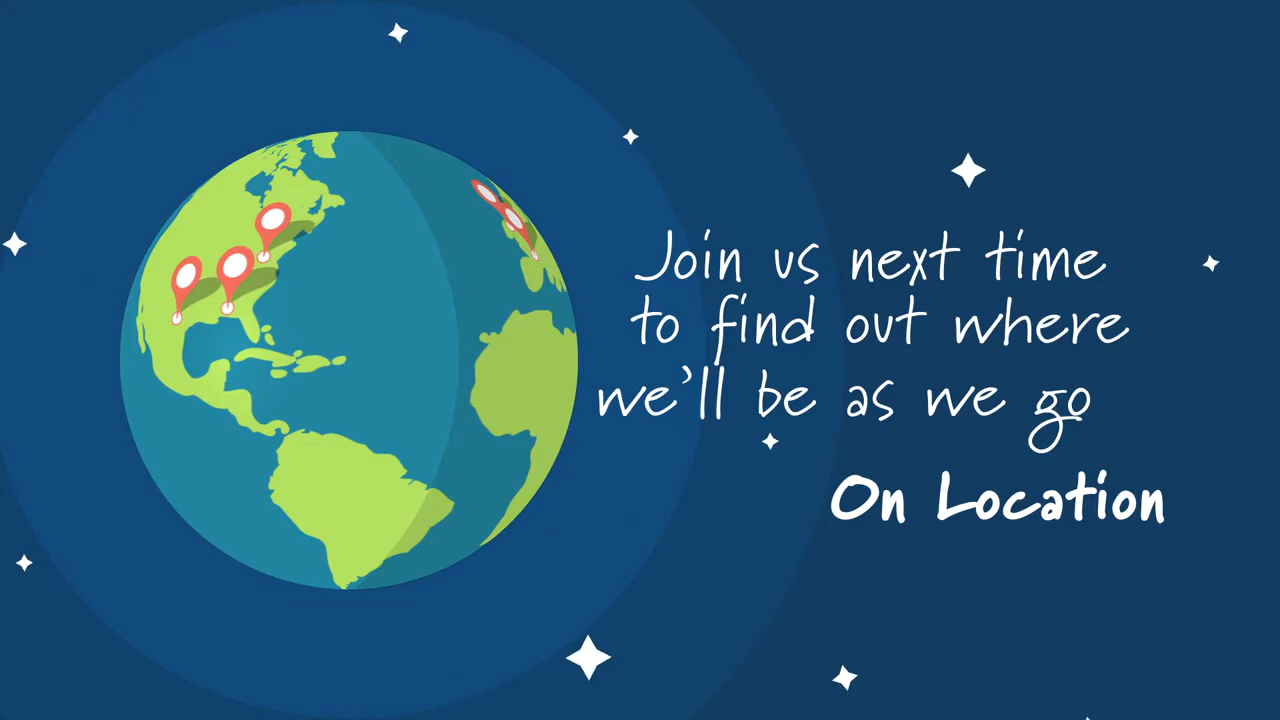 Join us next time
to find out where
we'll be as we go
On Location